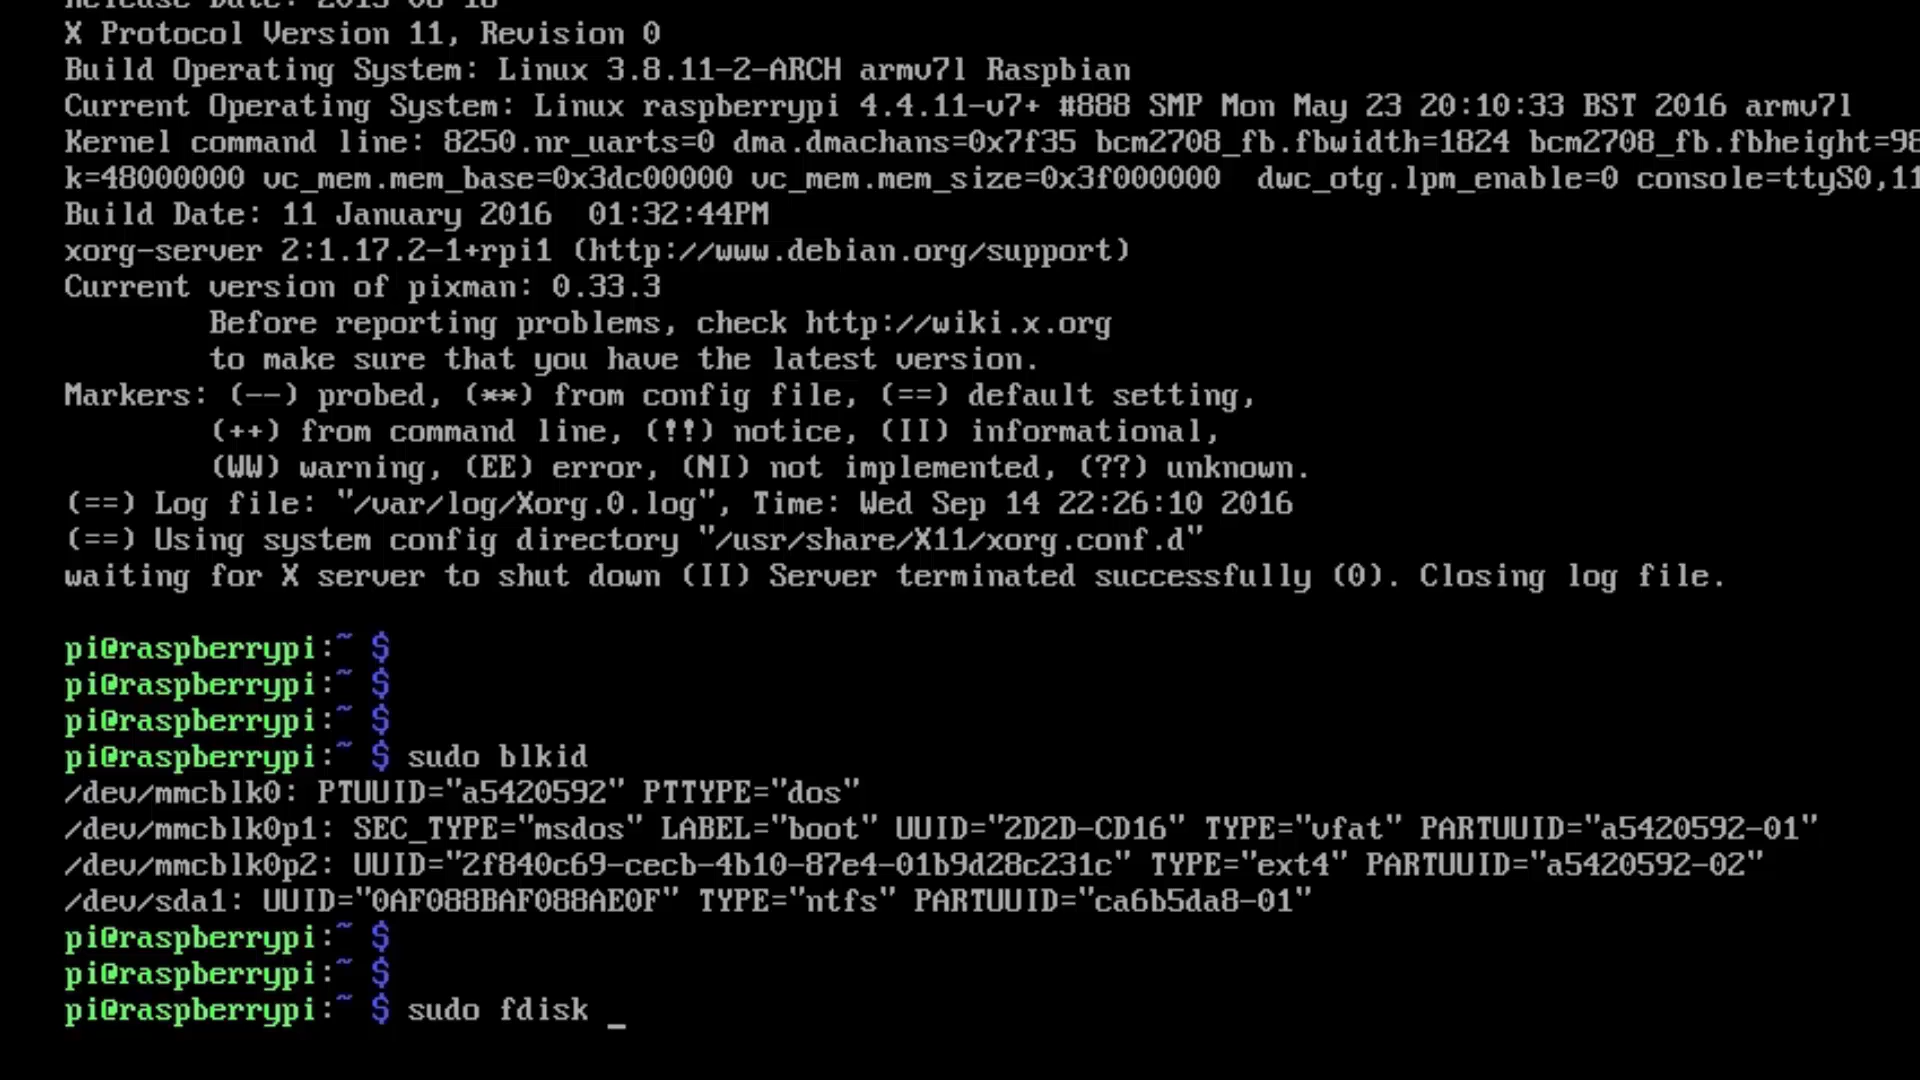 Release Date: 2015-06-16
X Protocol Version 11, Revision 0
Build Operating System: Linux 3.8.11-2-ARCH armv7l Raspbian
Current Operating System: Linux raspberrypi 4.4.11-v7+ #888 SMP Mon May 23 20:10:33 BST 2016 armv7l
Kernel command line: 8250.nr_uarts=0 dma.dmachans=0x7f35 bcm2708_fb.fbwidth=1824 bcm2708_fb.fbheight=98
k=48000000 vc_mem.mem_base=0x3dc00000 vc_mem.mem_size=0x3f000000  dwc_otg.lpm_enable=0 console=ttyS0,11
Build Date: 11 January 2016  01:32:44PM
xorg-server 2:1.17.2-1+rpi1 (http://www.debian.org/support)
Current version of pixman: 0.33.3
Before reporting problems, check http://wiki.x.org
to make sure that you have the latest version.
Markers: (--) probed, (**) from config file, (==) default setting,
(++) from command line, (!!) notice, (II) informational,
(WW) warning, (EE) error, (NI) not implemented, (??) unknown.
(==) Log file: "/var/log/Xorg.0.log", Time: Wed Sep 14 22:26:10 2016
(==) Using system config directory "/usr/share/X11/xorg.conf.d"
waiting for X server to shut down (II) Server terminated successfully (0). Closing log file.
pi@raspberrypi:~ $
pi@raspberrypi:~ $
pi@raspberrypi:~ $
pi@raspberrypi:~ $ sudo blkid
/dev/mmcblk0: PTUUID="a5420592" PTTYPE="dos"
/dev/mmcblk0p1: SEC_TYPE="msdos" LABEL="boot" UUID="2D2D-CD16" TYPE="vfat" PARTUUID="a5420592-01"
/dev/mmcblk0p2: UUID="2f840c69-cecb-4b10-87e4-01b9d28c231c" TYPE="ext4" PARTUUID="a5420592-02"
/dev/sda1: UUID="0AF088BAF088AE0F" TYPE="ntfs" PARTUUID="ca6b5da8-01"
pi@raspberrypi:~ $
pi@raspberrypi:~ $
pi@raspberrypi:~ $ sudo fdisk _